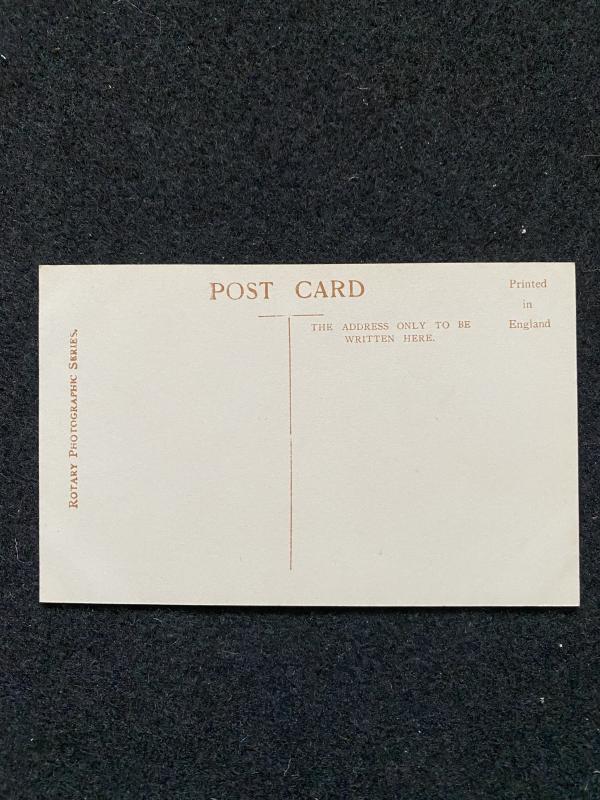 POST CARD
Printed
in
England
THE ADDRESS ONLY TO BE
WRITTEN HERE.
ROTARY PHOTOGRAPHIC SERIES.